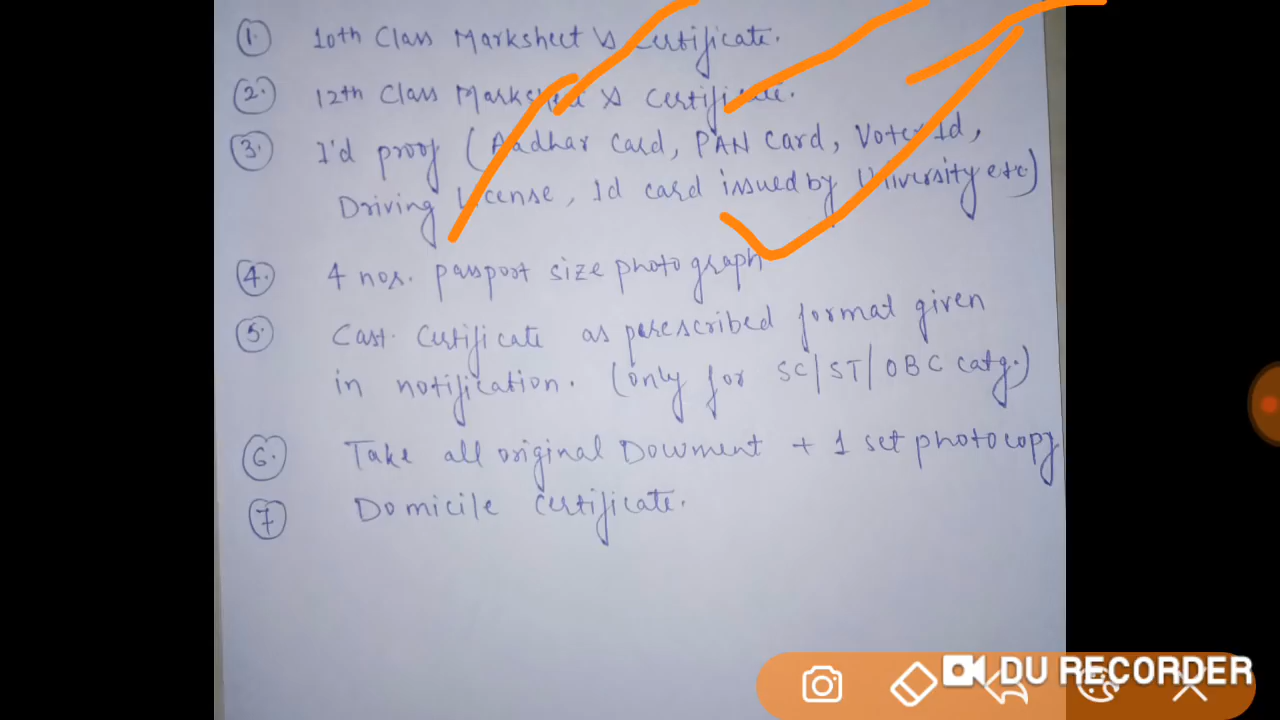 1. 10th Class Marksheet & Certificate.
2. 12th Class Marksheet & Certificate.
3. I'd proof (Aadhar Card, PAN Card, Voter Id,
Driving License, Id card issued by University etc)
4. 4 nos. passport size photograph
5. Cast. Certificate as perescribed format given
in notification. (only for SC/ST/OBC catg.)
6. Take all original Dowment + 1 set photocopy
7 Domicile certificate.
DU RECORDER